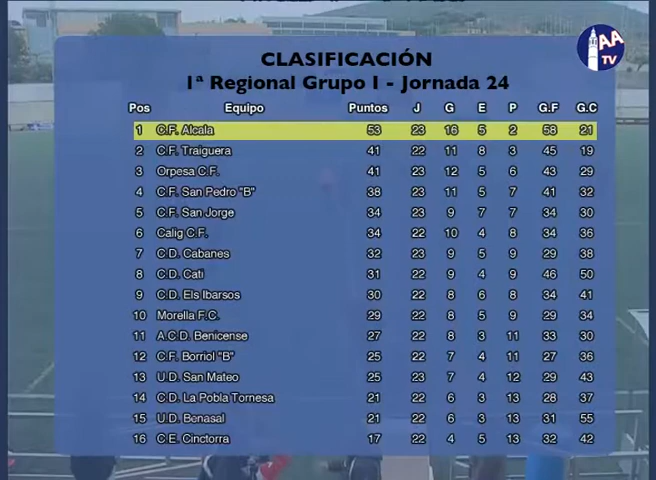 AA
TV
CLASIFICACIÓN
1ª Regional Grupo I - Jornada 24
Pos Equipo Puntos J G E P G.F G.C
1 C.F. Alcala 53 23 16 5 2 58 21
2 C.F. Traiguera 41 22 11 8 3 45 19
3 Orpesa C.F. 41 23 12 5 6 43 29
4 C.F. San Pedro "B" 38 23 11 5 7 41 32
5 C.F. San Jorge 34 23 9 7 7 34 30
6 Calig C.F. 34 22 10 4 8 34 36
7 C.D. Cabanes 32 23 9 5 9 29 38
8 C.D. Cati 31 22 9 4 9 46 50
9 C.D. Els Ibarsos 30 22 8 6 8 34 41
10 Morella F.C. 29 22 8 5 9 29 34
11 A.C.D. Benicense 27 22 8 3 11 33 30
12 C.F. Borriol "B" 25 22 7 4 11 27 36
13 U.D. San Mateo 25 23 7 4 12 29 43
14 C.D. La Pobla Tornesa 21 22 6 3 13 28 37
15 U.D. Benasal 21 22 6 3 13 31 55
16 C.E. Cinctorra 17 22 4 5 13 32 42